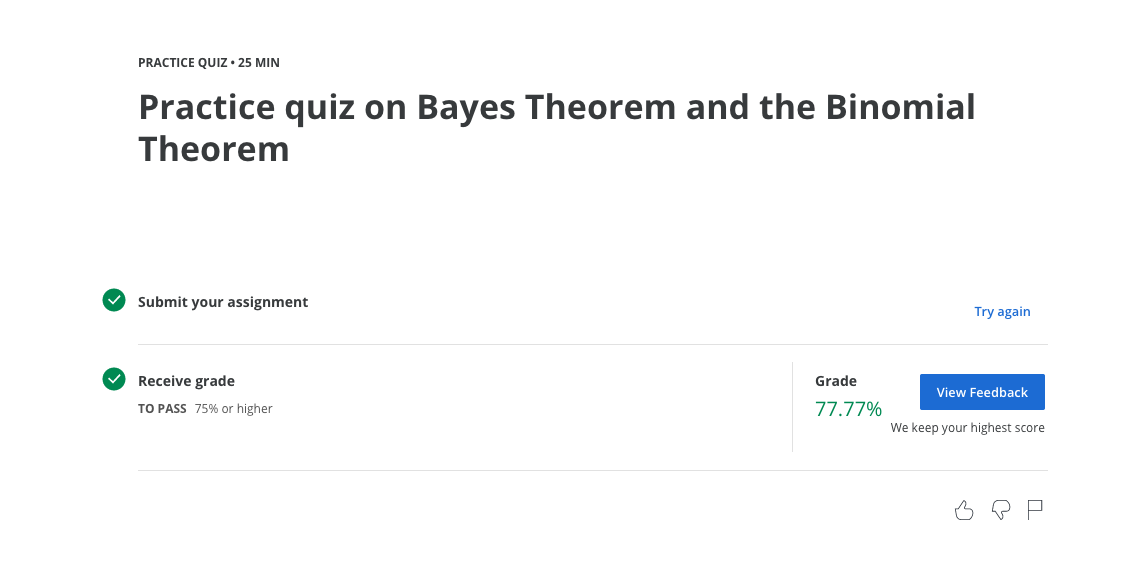 PRACTICE QUIZ • 25 MIN
Practice quiz on Bayes Theorem and the Binomial
Theorem
Submit your assignment
Try again
Receive grade
TO PASS 75% or higher
Grade
77.77%
View Feedback
We keep your highest score